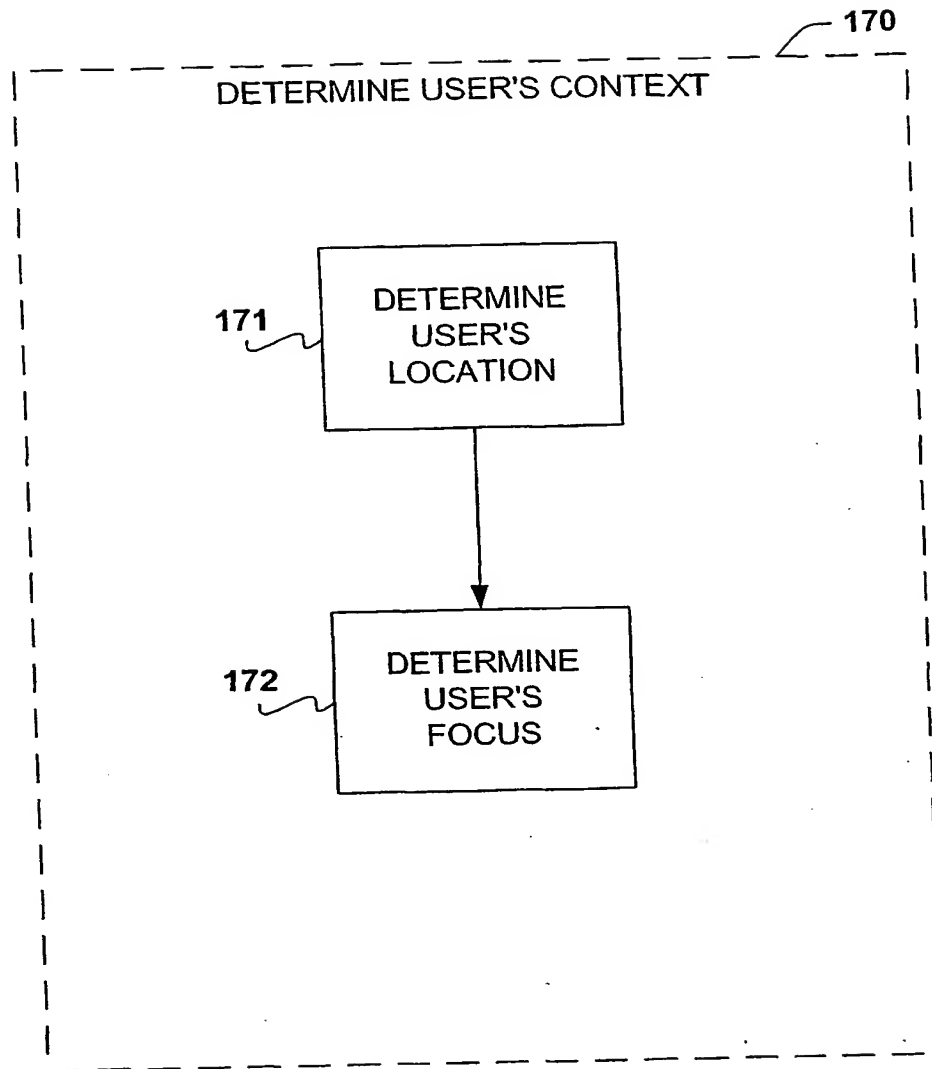 170
DETERMINE USER'S CONTEXT
171
DETERMINE
USER'S
LOCATION
172
DETERMINE
USER'S
FOCUS